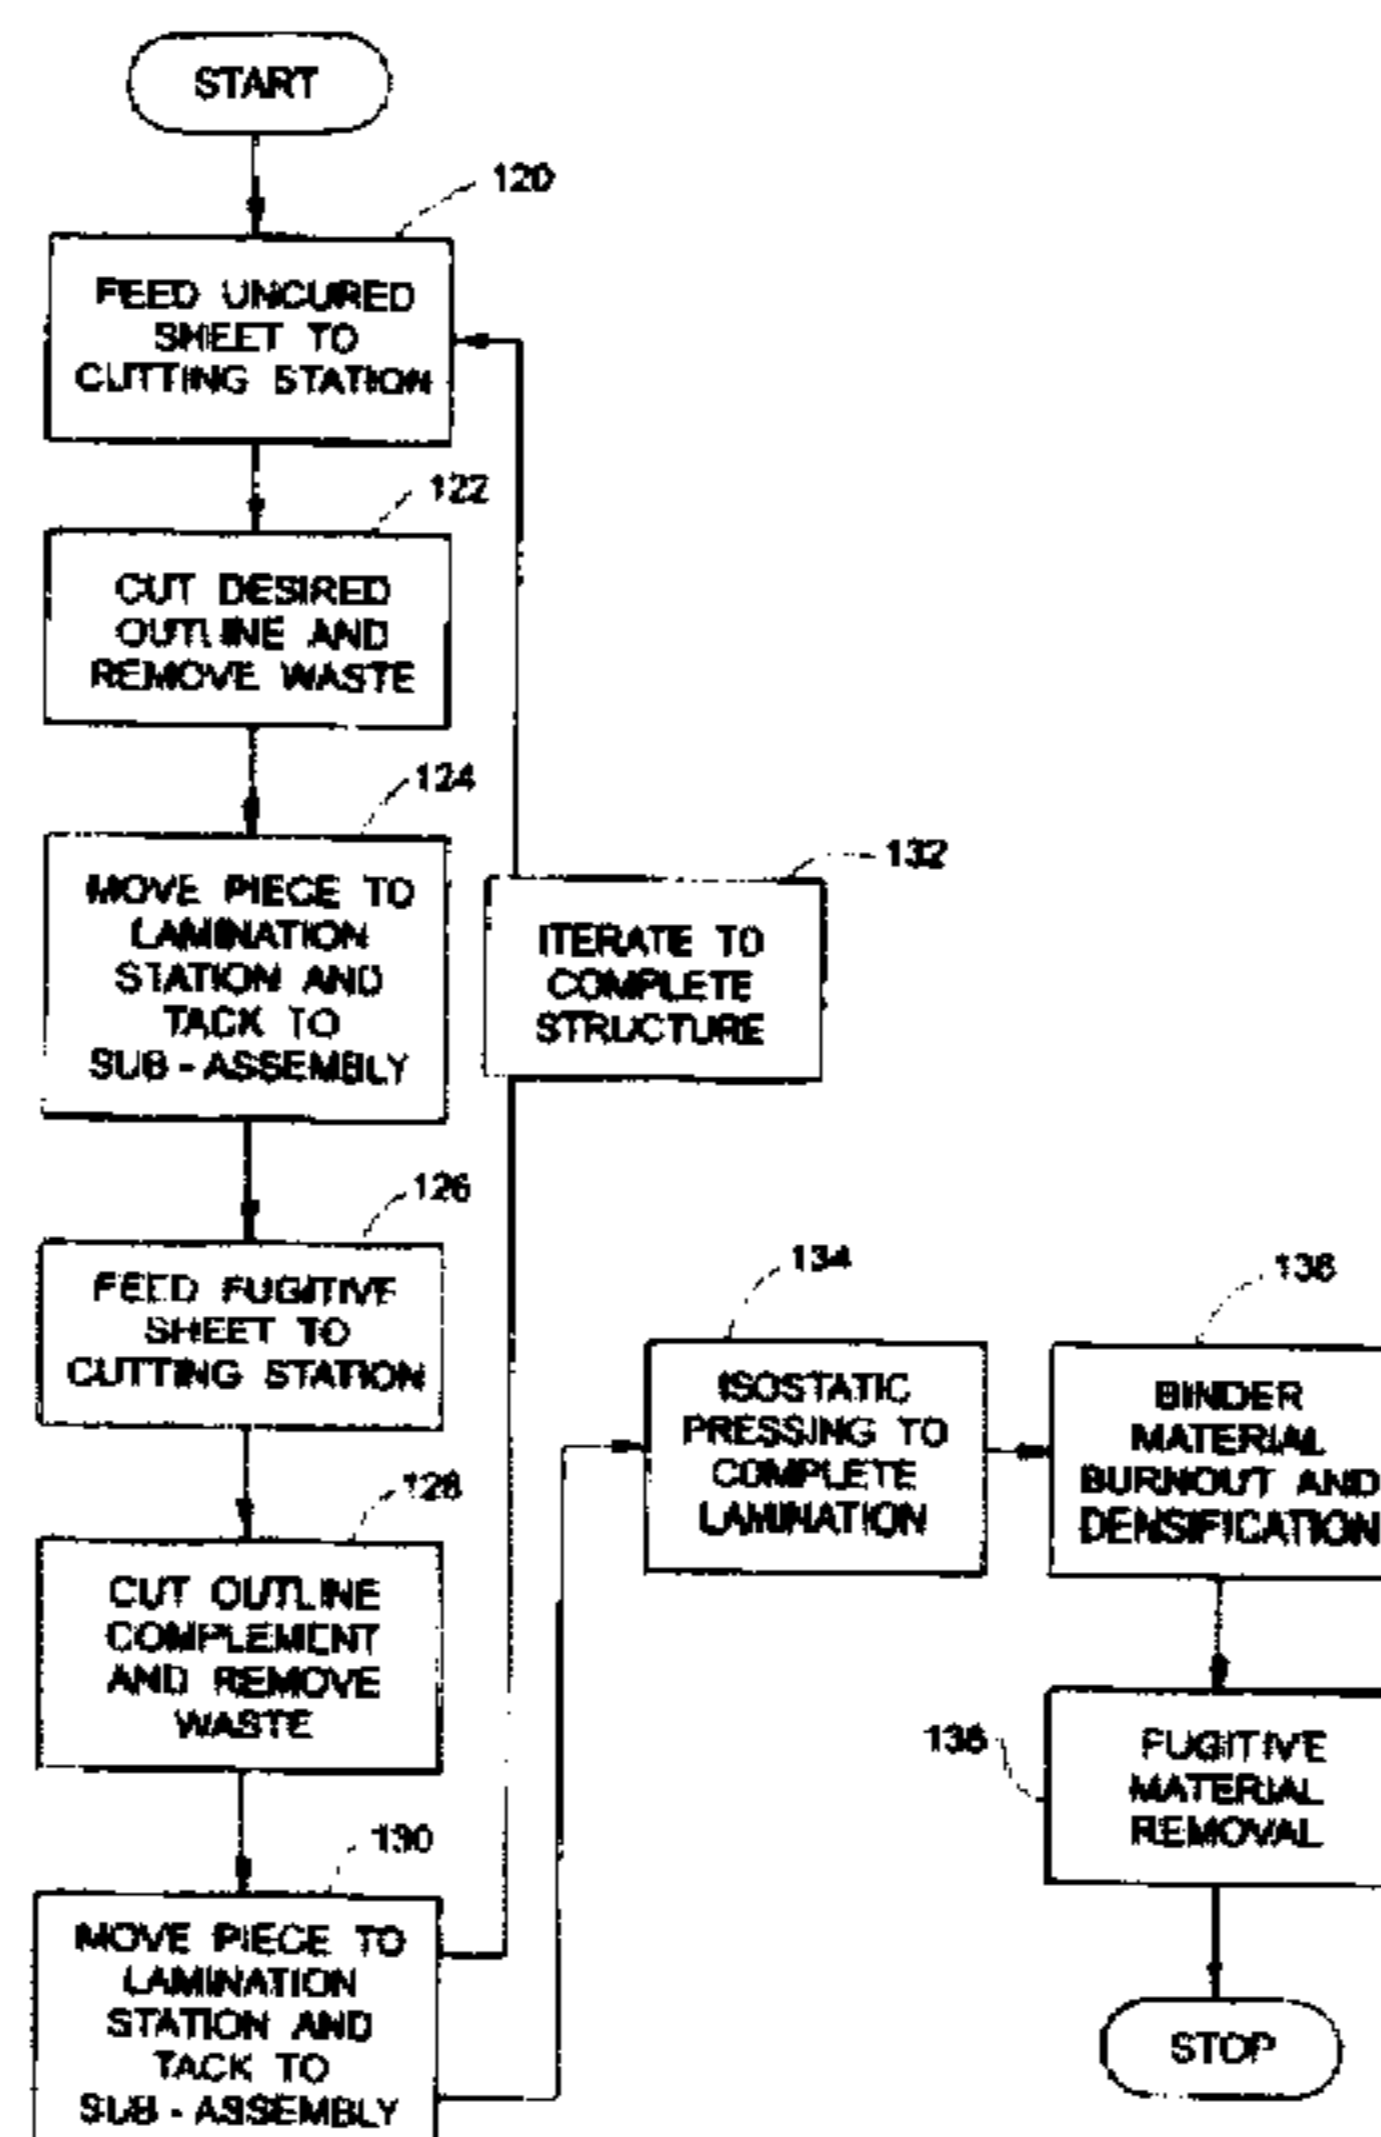 START
120
FEED UNCURED
SHEET TO
CUTTING STATION
122
CUT DESIRED
OUTLINE AND
REMOVE WASTE
124
MOVE PIECE TO
LAMINATION
STATION AND
TACK TO
SUB - ASSEMBLY
132
ITERATE TO
COMPLETE
STRUCTURE
126
FEED FUGITIVE
SHEET TO
CUTTING STATION
128
CUT OUTLINE
COMPLEMENT
AND REMOVE
WASTE
130
MOVE PIECE TO
LAMINATION
STATION AND
TACK TO
SUB - ASSEMBLY
134
ISOSTATIC
PRESSING TO
COMPLETE
LAMINATION
136
BINDER
MATERIAL
BURNOUT AND
DENSIFICATION
138
FUGITIVE
MATERIAL
REMOVAL
STOP